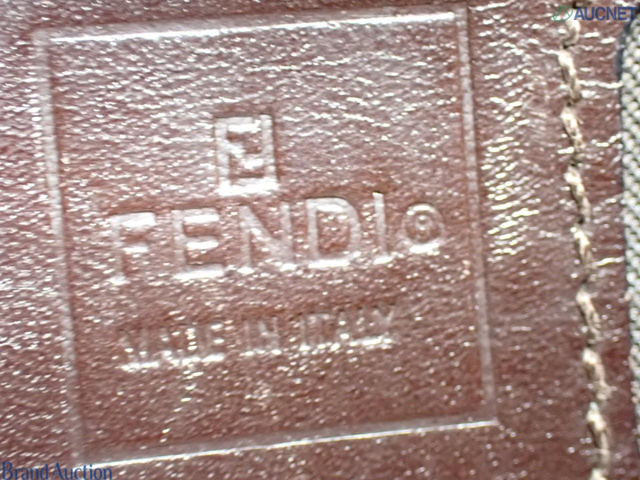 AUCNET
FENDI®
MADE IN ITALY
Brand Auction